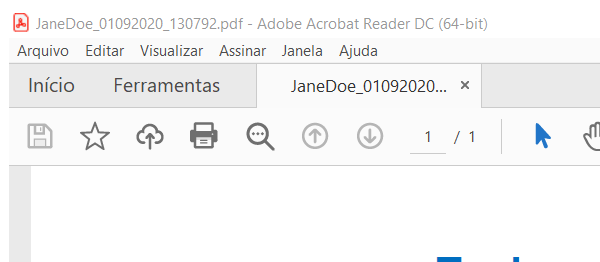 JaneDoe_01092020_130792.pdf - Adobe Acrobat Reader DC (64-bit)
Arquivo Editar Visualizar Assinar Janela Ajuda
Início Ferramentas JaneDoe_01092020... ×
1 / 1